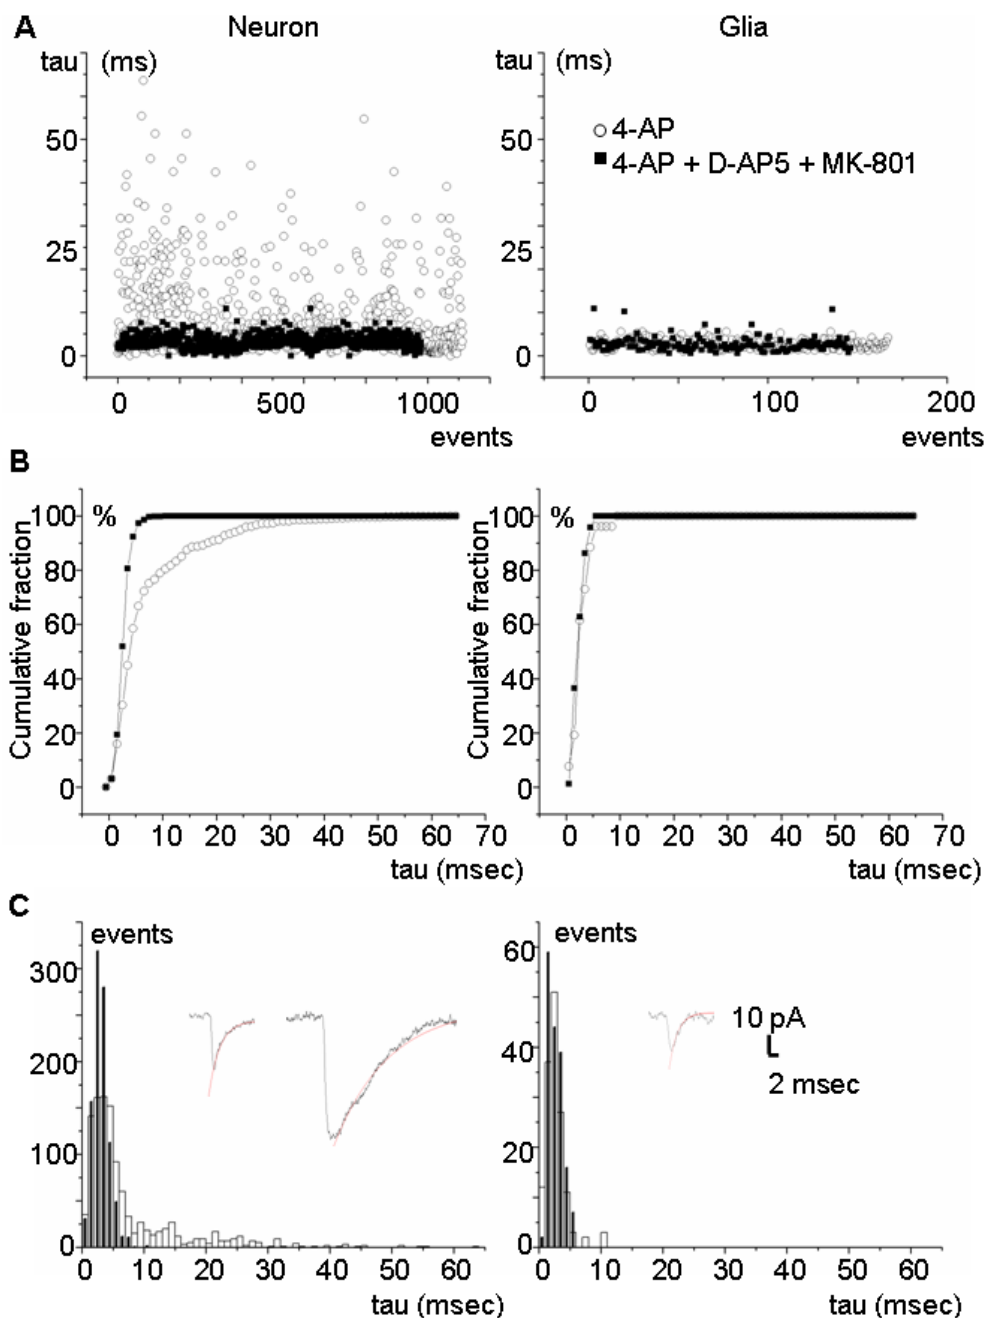 A
Neuron
Glia
tau (ms)
50
25
0
0 500 1000
events
tau (ms)
4-AP
4-AP + D-AP5 + MK-801
50
25
0
0 100 200
events
B
%
Cumulative fraction
100
80
60
40
20
0
0 10 20 30 40 50 60 70
tau (msec)
%
Cumulative fraction
100
80
60
40
20
0
0 10 20 30 40 50 60 70
tau (msec)
C
events
300
200
100
0
0 10 20 30 40 50 60
tau (msec)
events
60
40
20
0
10 pA
2 msec
0 10 20 30 40 50 60
tau (msec)